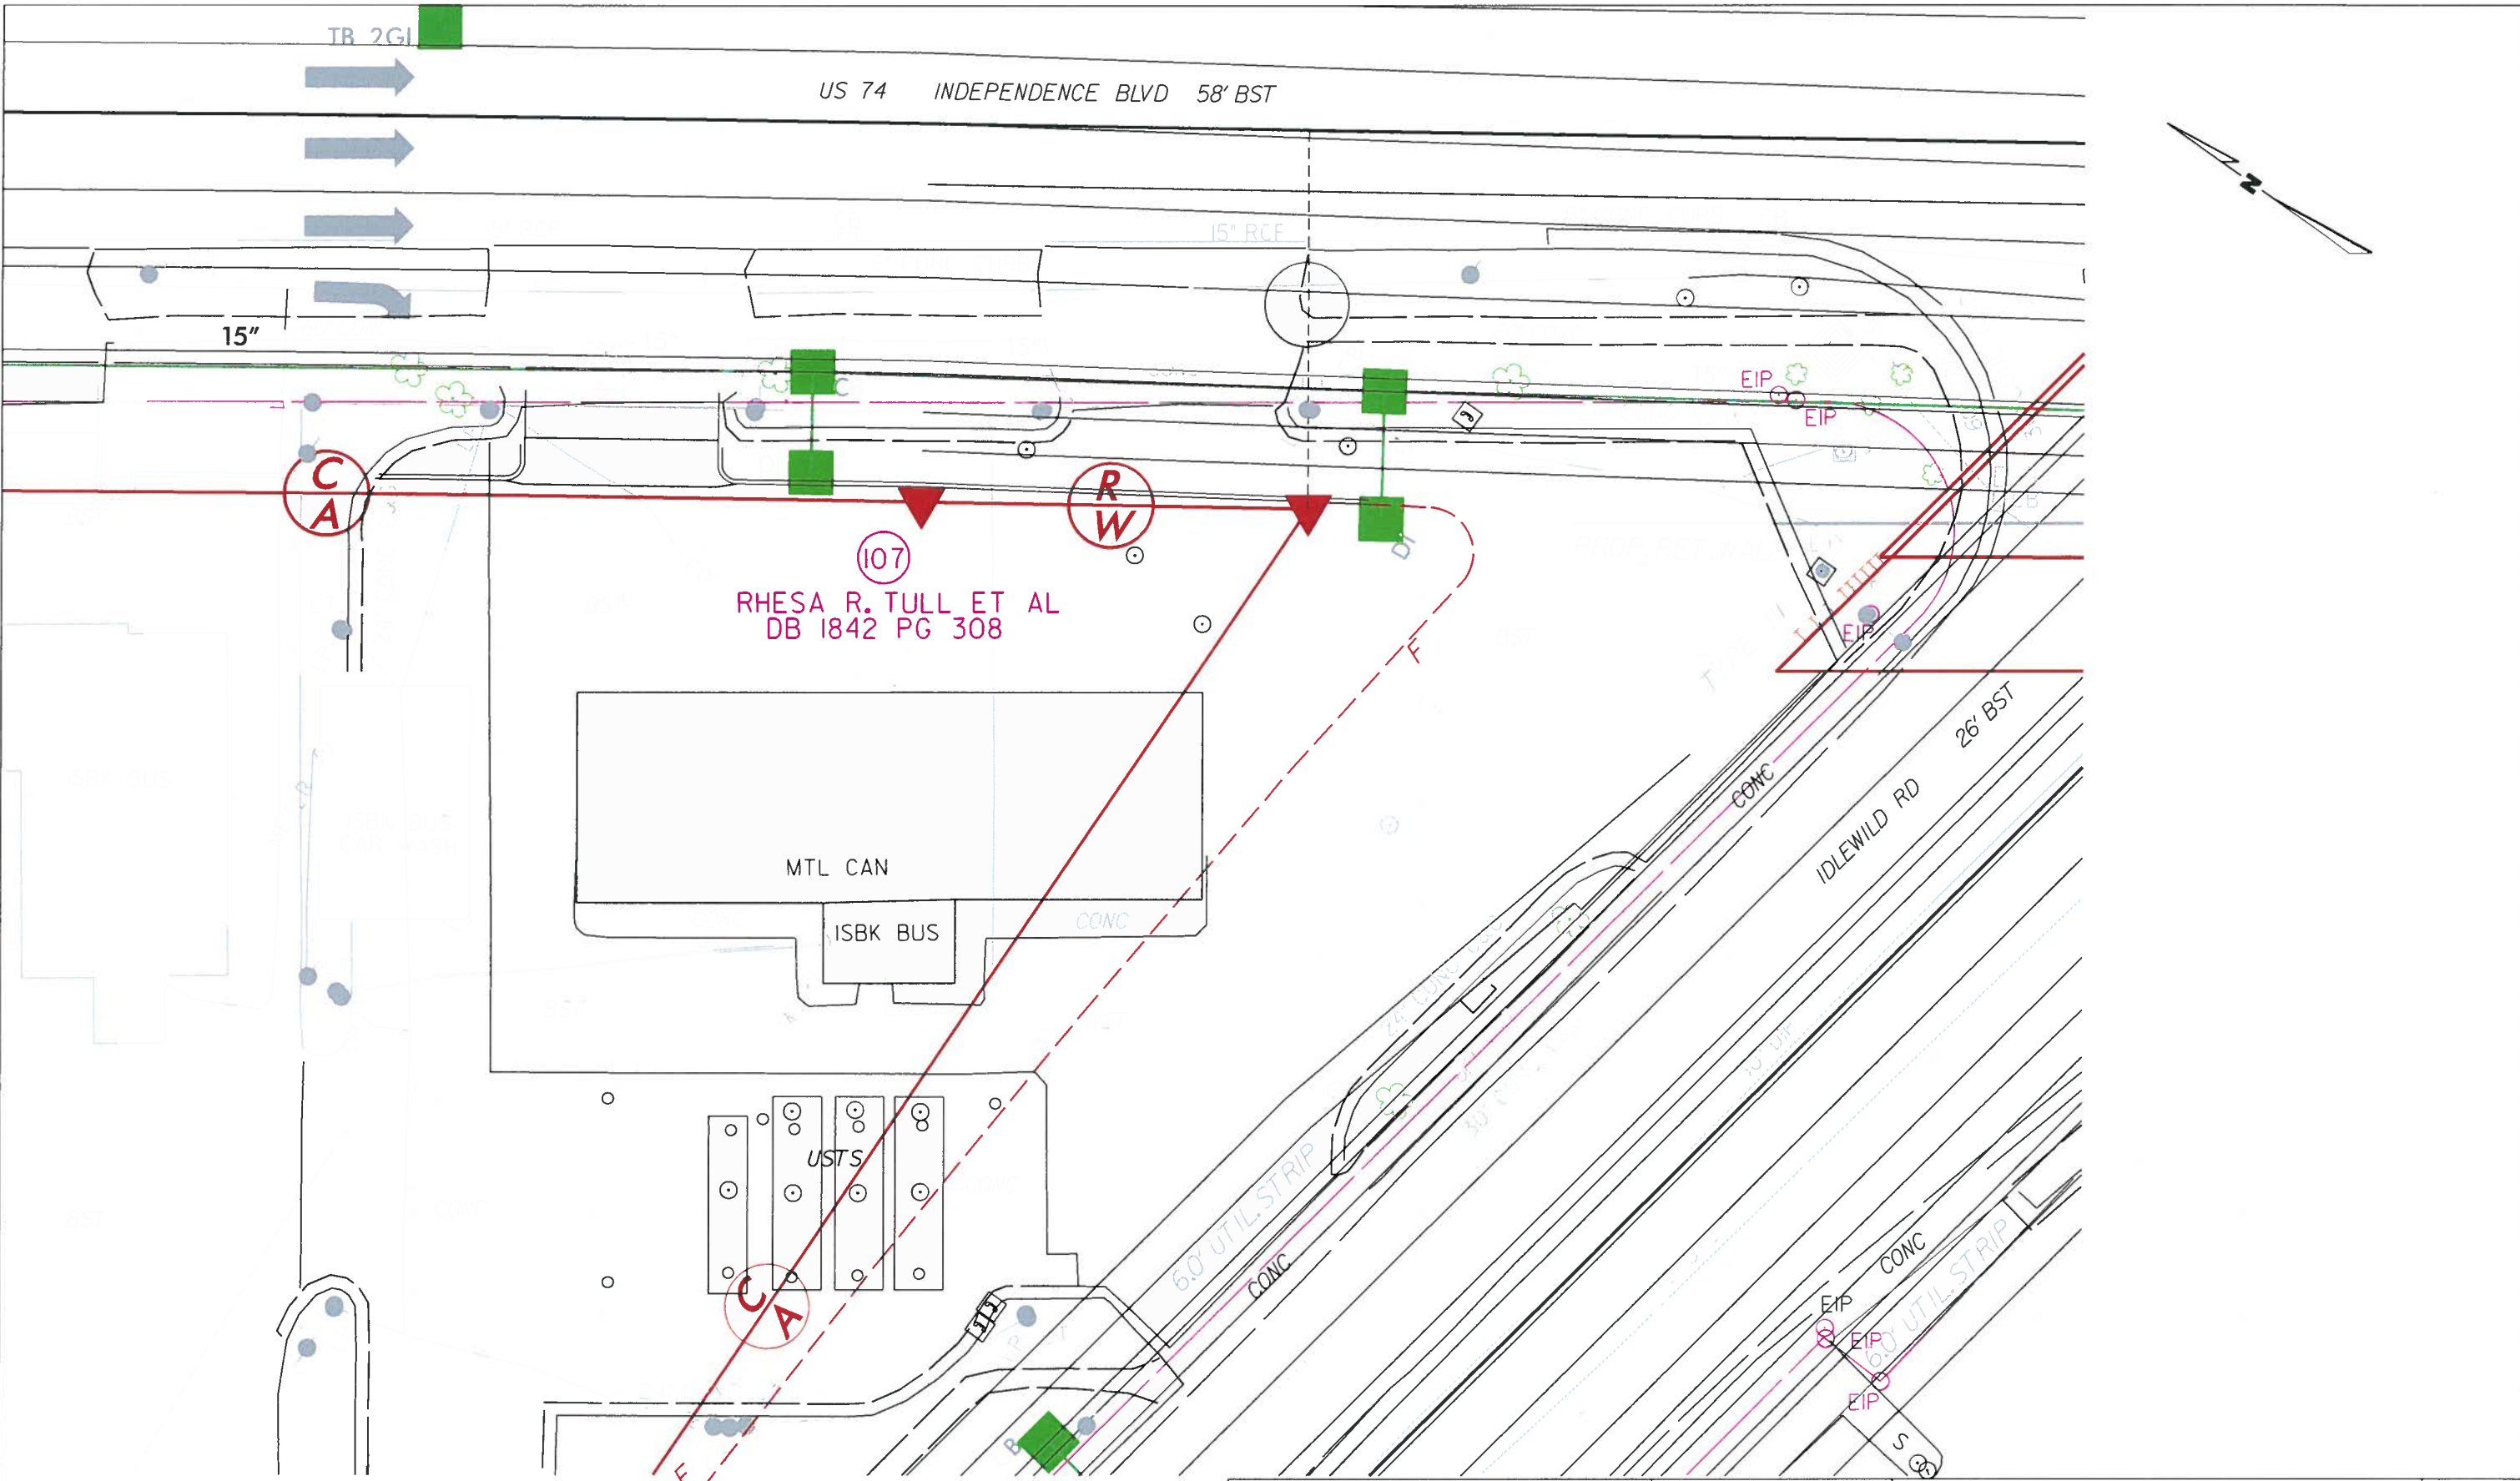 TB 2GI
US 74 INDEPENDENCE BLVD 58' BST
N
15" RCP
15"
C
EIP
EIP
C
A
R
W
DI
107
RHESA R. TULL ET AL
DB 1842 PG 308
EIP
F
26' BST
CONC
IDLEWILD RD
MTL CAN
1SBK BUS
CONC
USTS
6.0' UTIL. STRIP
CONC
CONC
6.0' UTIL. STRIP
C
A
EIP
EIP
EIP
B
S
F